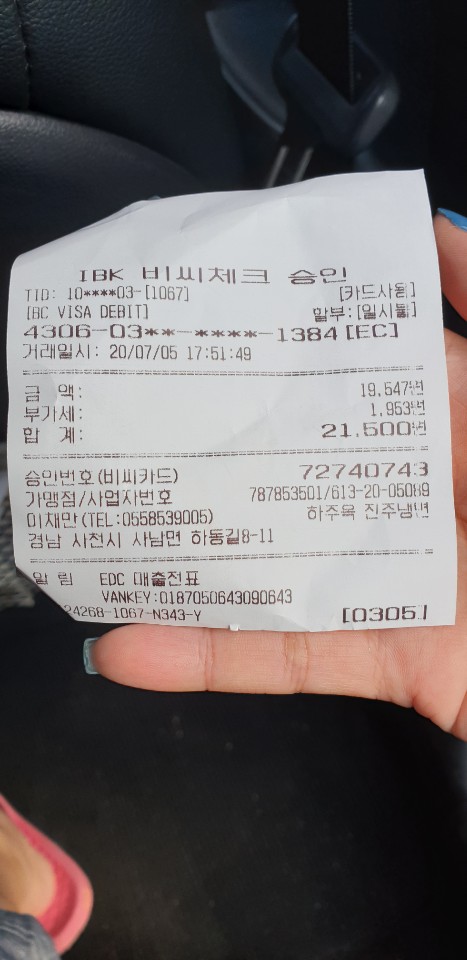 IBK 비씨체크 승인
TID: 10****03-[1067] [카드사용]
[BC VISA DEBIT] 할부:[일시불]
4306-03**-****-1384[EC]
거래일시: 20/07/05 17:51:49
금 액: 19,547원
부가세: 1,953원
합 계: 21,500원
승인번호(비씨카드) 72740743
가맹점/사업자번호 787853501/613-20-05089
미채만(TEL:0558539005) 하주옥 진주냉면
경남 사천시 사남면 하동길8-11
알 림 EDC 매출전표
VANKEY:0187050643090643
24268-1067-N343-Y [0305]